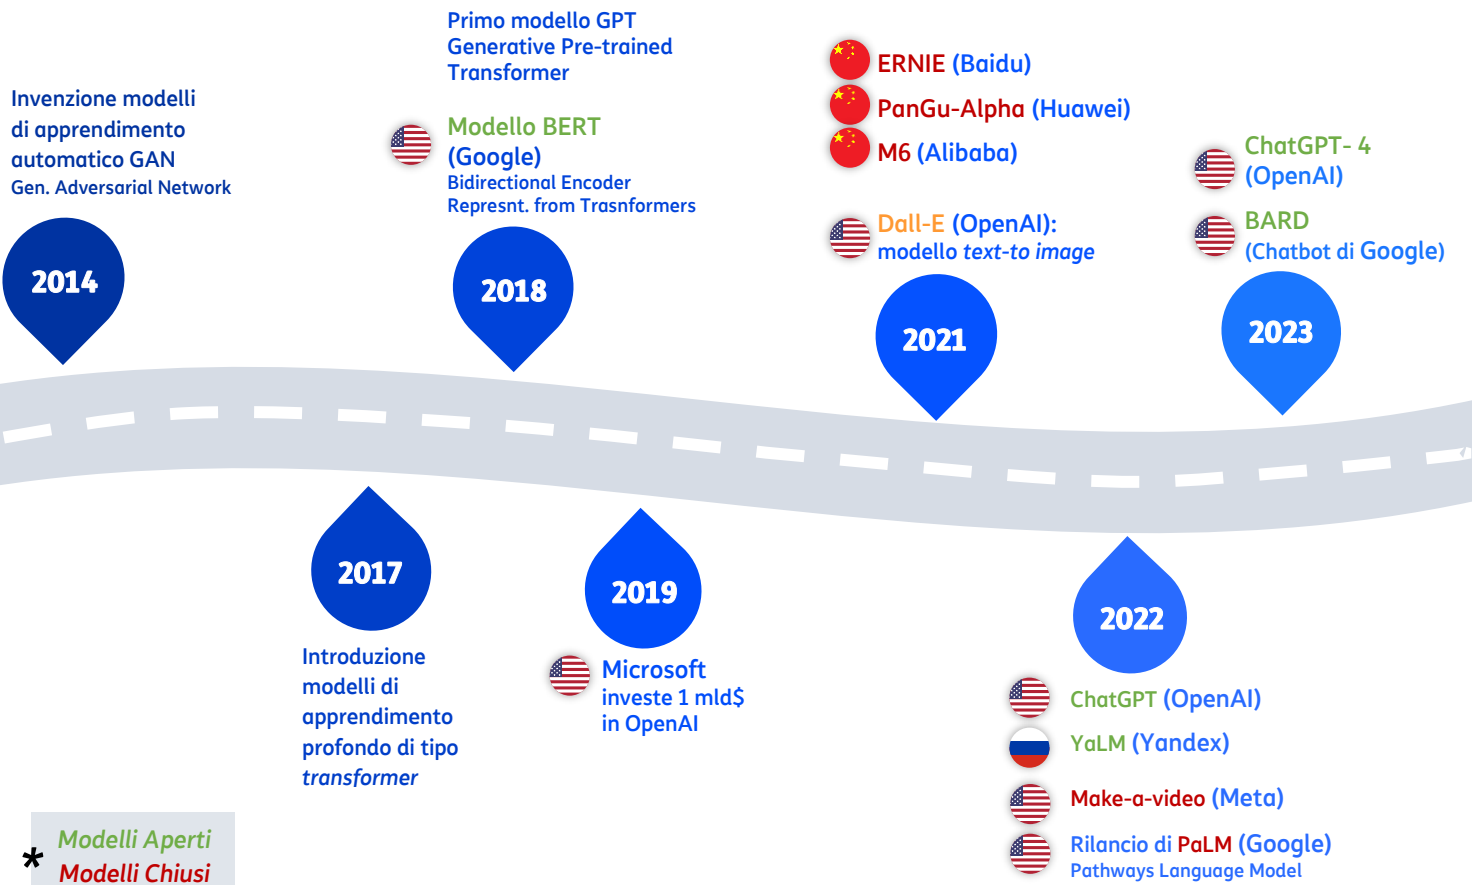 Invenzione modelli
di apprendimento
automatico GAN
Gen. Adversarial Network
2014
Introduzione
modelli di
apprendimento
profondo di tipo
transformer
2017
Primo modello GPT
Generative Pre-trained
Transformer
Modello BERT
(Google)
Bidirectional Encoder
Represnt. from Trasnformers
2018
2019
Microsoft
investe 1 mld$
in OpenAI
ERNIE (Baidu)
PanGu-Alpha (Huawei)
M6 (Alibaba)
Dall-E (OpenAI):
modello text-to image
2021
2022
ChatGPT (OpenAI)
YaLM (Yandex)
Make-a-video (Meta)
Rilancio di PaLM (Google)
Pathways Language Model
ChatGPT- 4
(OpenAI)
BARD
(Chatbot di Google)
2023
* Modelli Aperti
Modelli Chiusi